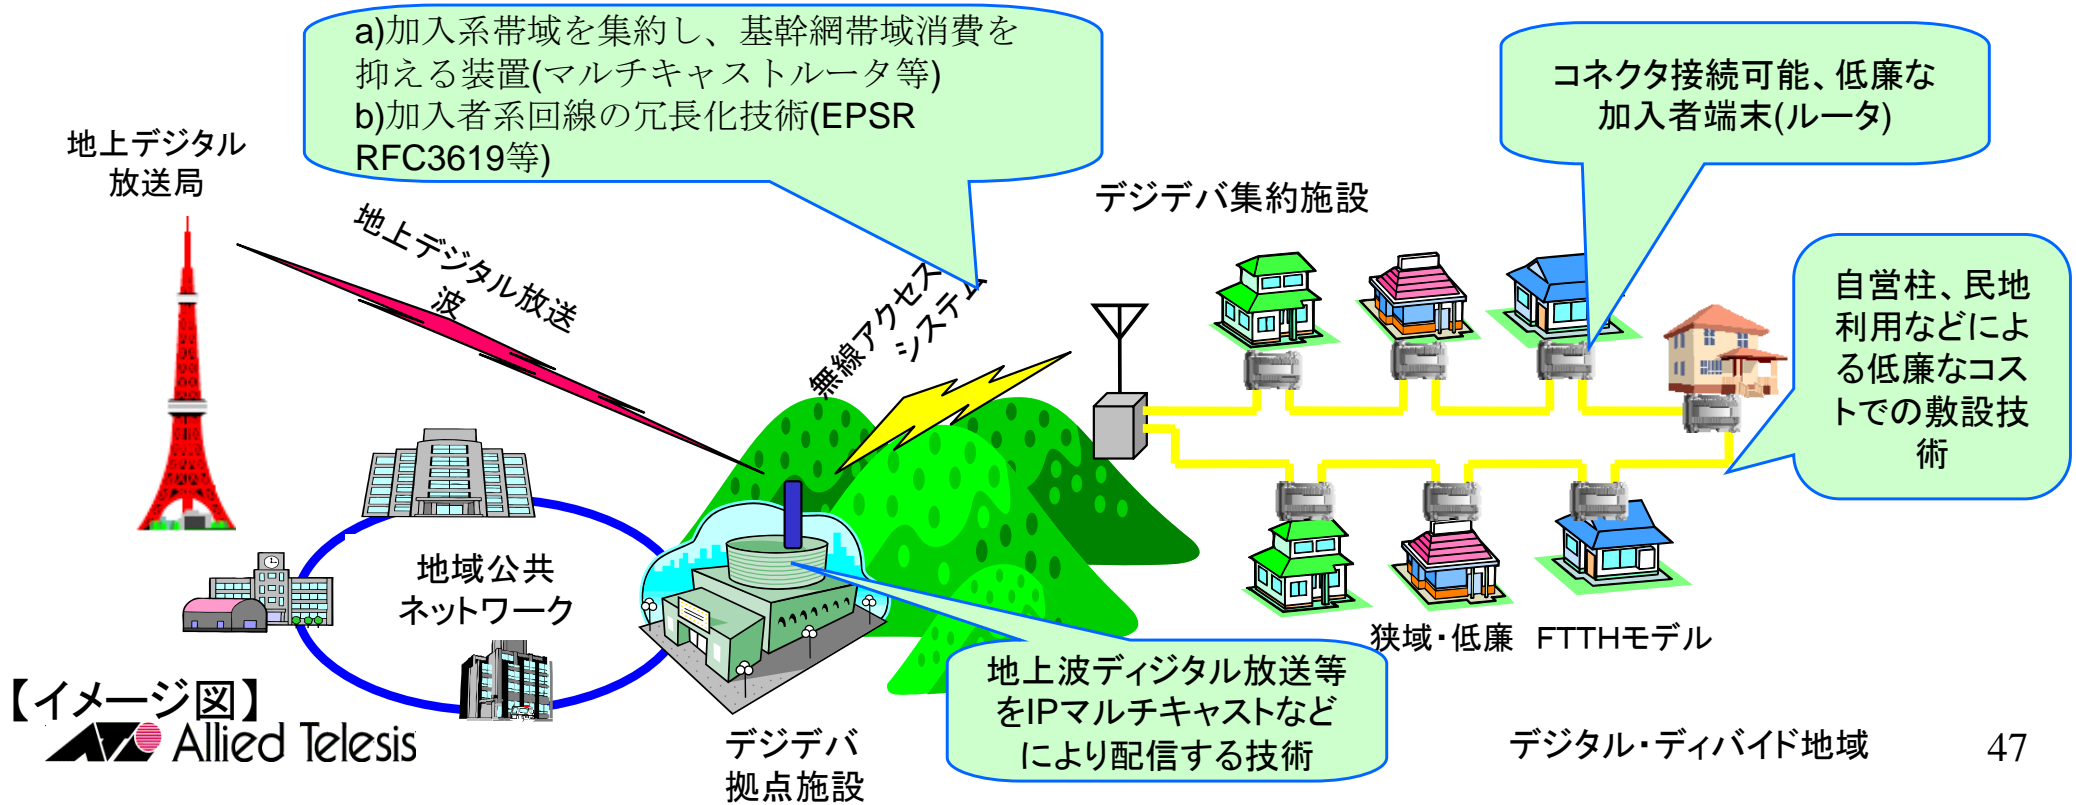 a)加入系帯域を集約し、基幹網帯域消費を
抑える装置(マルチキャストルータ等)
b)加入者系回線の冗長化技術(EPSR
RFC3619等)
コネクタ接続可能、低廉な
加入者端末(ルータ)
地上デジタル
放送局
デジデバ集約施設
地上デジタル放送
波
無線アクセス
システム
自営柱、民地
利用などによ
る低廉なコス
トでの敷設技
術
地域公共
ネットワーク
狭域・低廉 FTTHモデル
地上波ディジタル放送等
をIPマルチキャストなど
により配信する技術
【イメージ図】
Allied Telesis
デジデバ
拠点施設
デジタル・ディバイド地域
47